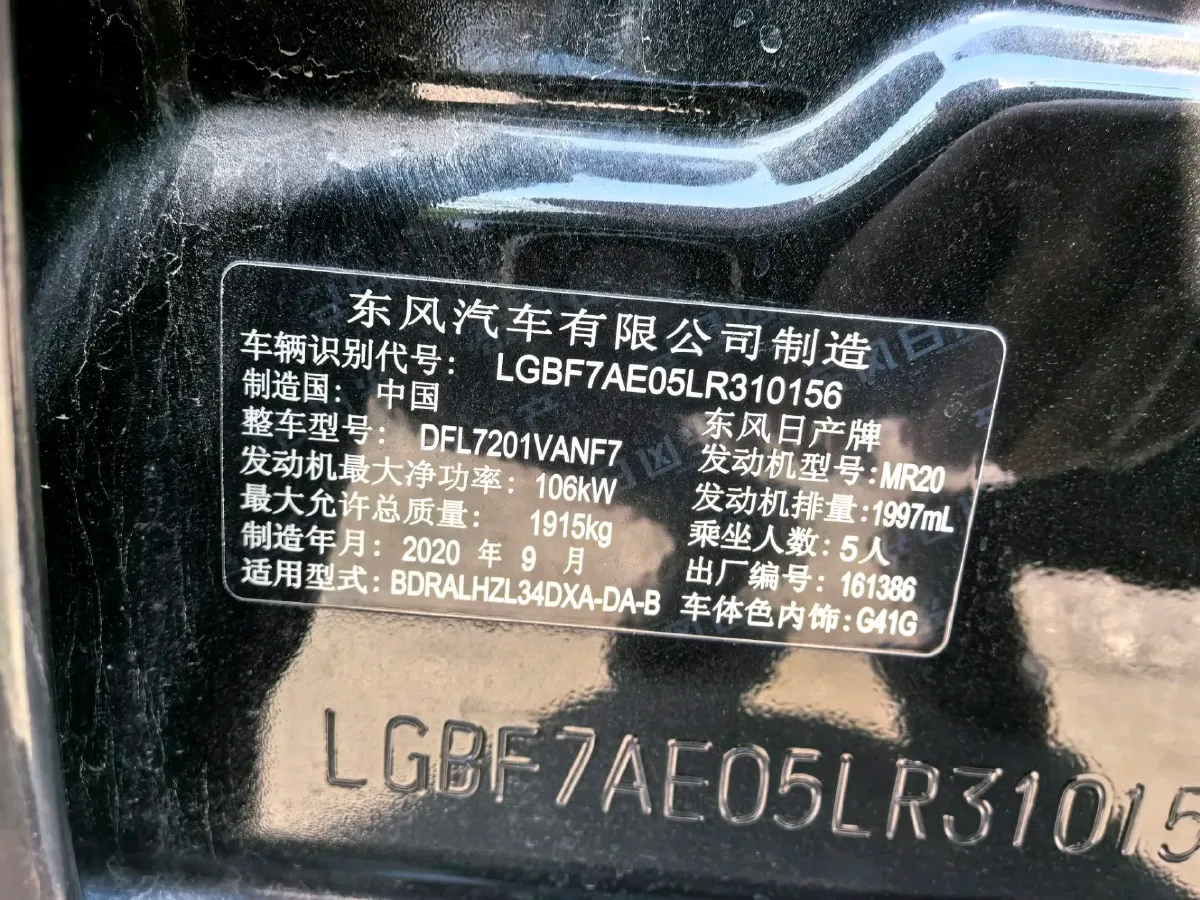 东风汽车有限公司制造
车辆识别代号: LGBF7AE05LR310156
制造国: 中国 东风日产牌
整车型号: DFL7201VANF7 发动机型号:MR20
发动机最大净功率: 106kW 发动机排量:1997mL
最大允许总质量: 1915kg 乘坐人数: 5人
制造年月: 2020 年 9 月 出厂编号: 161386
适用型式: BDRALHZL34DXA-DA-B 车体色内饰:G41G
LGBF7AE05LR31015